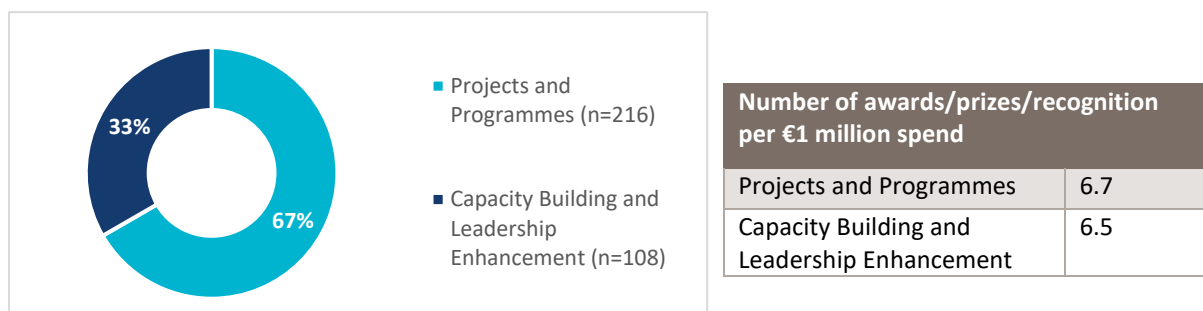 33%
67%
Projects and
Programmes (n=216)
Capacity Building and
Leadership
Enhancement (n=108)
Number of awards/prizes/recognition
per €1 million spend
Projects and Programmes 6.7
Capacity Building and 6.5
Leadership Enhancement